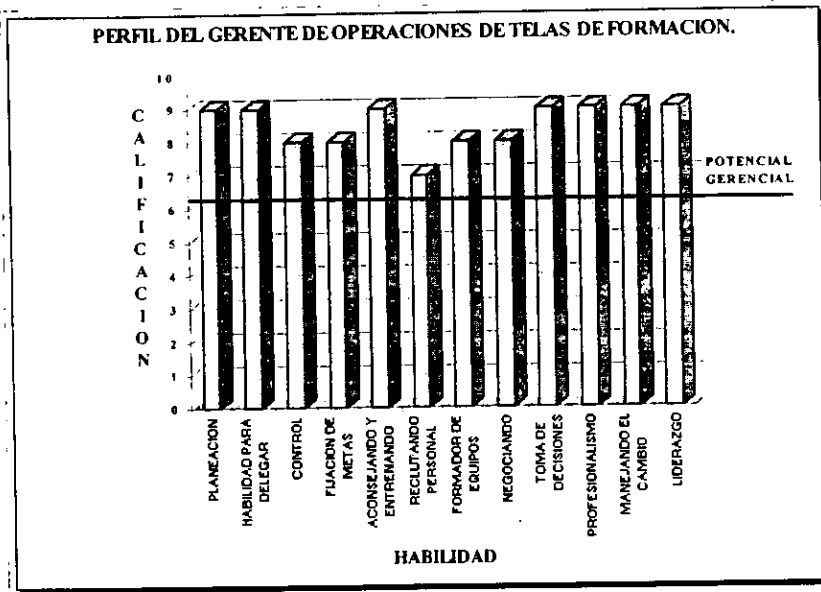 PERFIL DEL GERENTE DE OPERACIONES DE TELAS DE FORMACION.
CALIFICACION
10
9
8
7
6
5
4
3
2
1
0
POTENCIAL
GERENCIAL
PLANEACION
HABILIDAD PARA
DELEGAR
CONTROL
FIJACION DE
METAS
ACONSEJANDO Y
ENTRENANDO
RECLUTANDO
PERSONAL
FORMADOR DE
EQUIPOS
NEGOCIANDO
TOMA DE
DECISIONES
PROFESIONALISMO
MANEJANDO EL
CAMBIO
LIDERAZGO
HABILIDAD